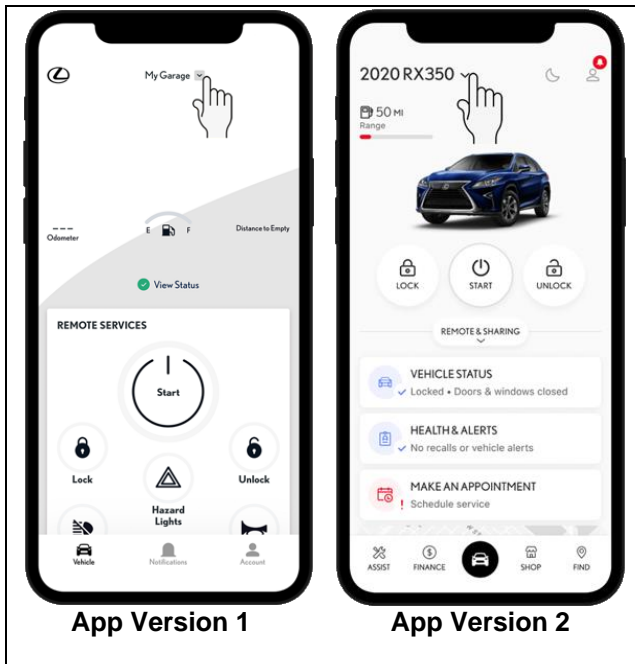 My Garage
Odometer
E F
Distance to Empty
View Status
REMOTE SERVICES
Start
Lock
Unlock
Hazard
Lights
Vehicle
Notifications
Account
App Version 1
2020 RX350
50 MI
Range
LOCK
START
UNLOCK
REMOTE & SHARING
VEHICLE STATUS
Locked • Doors & windows closed
HEALTH & ALERTS
No recalls or vehicle alerts
MAKE AN APPOINTMENT
! Schedule service
ASSIST
FINANCE
SHOP
FIND
App Version 2